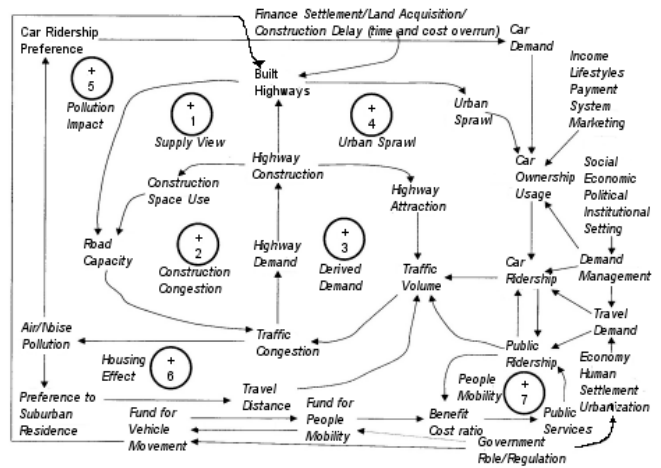 Finance Settlement/Land Acquisition/
Construction Delay (time and cost overrun)
Car Ridership
Preference
Car
Demand
Income
Lifestyles
Payment
System
Marketing
+
5
Pollution
Impact
Built
Highways
+
1
Supply View
+
4
Urban Sprawl
Urban
Sprawl
Car
Ownership
Usage
Social
Economic
Political
Institutional
Setting
Highway
Construction
Construction
Space Use
Highway
Attraction
Road
Capacity
+
2
Construction
Congestion
Highway
Demand
+
3
Derived
Demand
Traffic
Volume
Car
Ridership
Demand
Management
Travel
Demand
Air/Noise
Pollution
Traffic
Congestion
Public
Ridership
Housing
Effect
+
6
Economy
Human
Settlement
Urbanization
People
Mobility
+
7
Preference to
Suburban
Residence
Travel
Distance
Fund for
Vehicle
Movement
Fund for
People
Mobility
Benefit
Cost ratio
Public
Services
Government
Role/Regulation